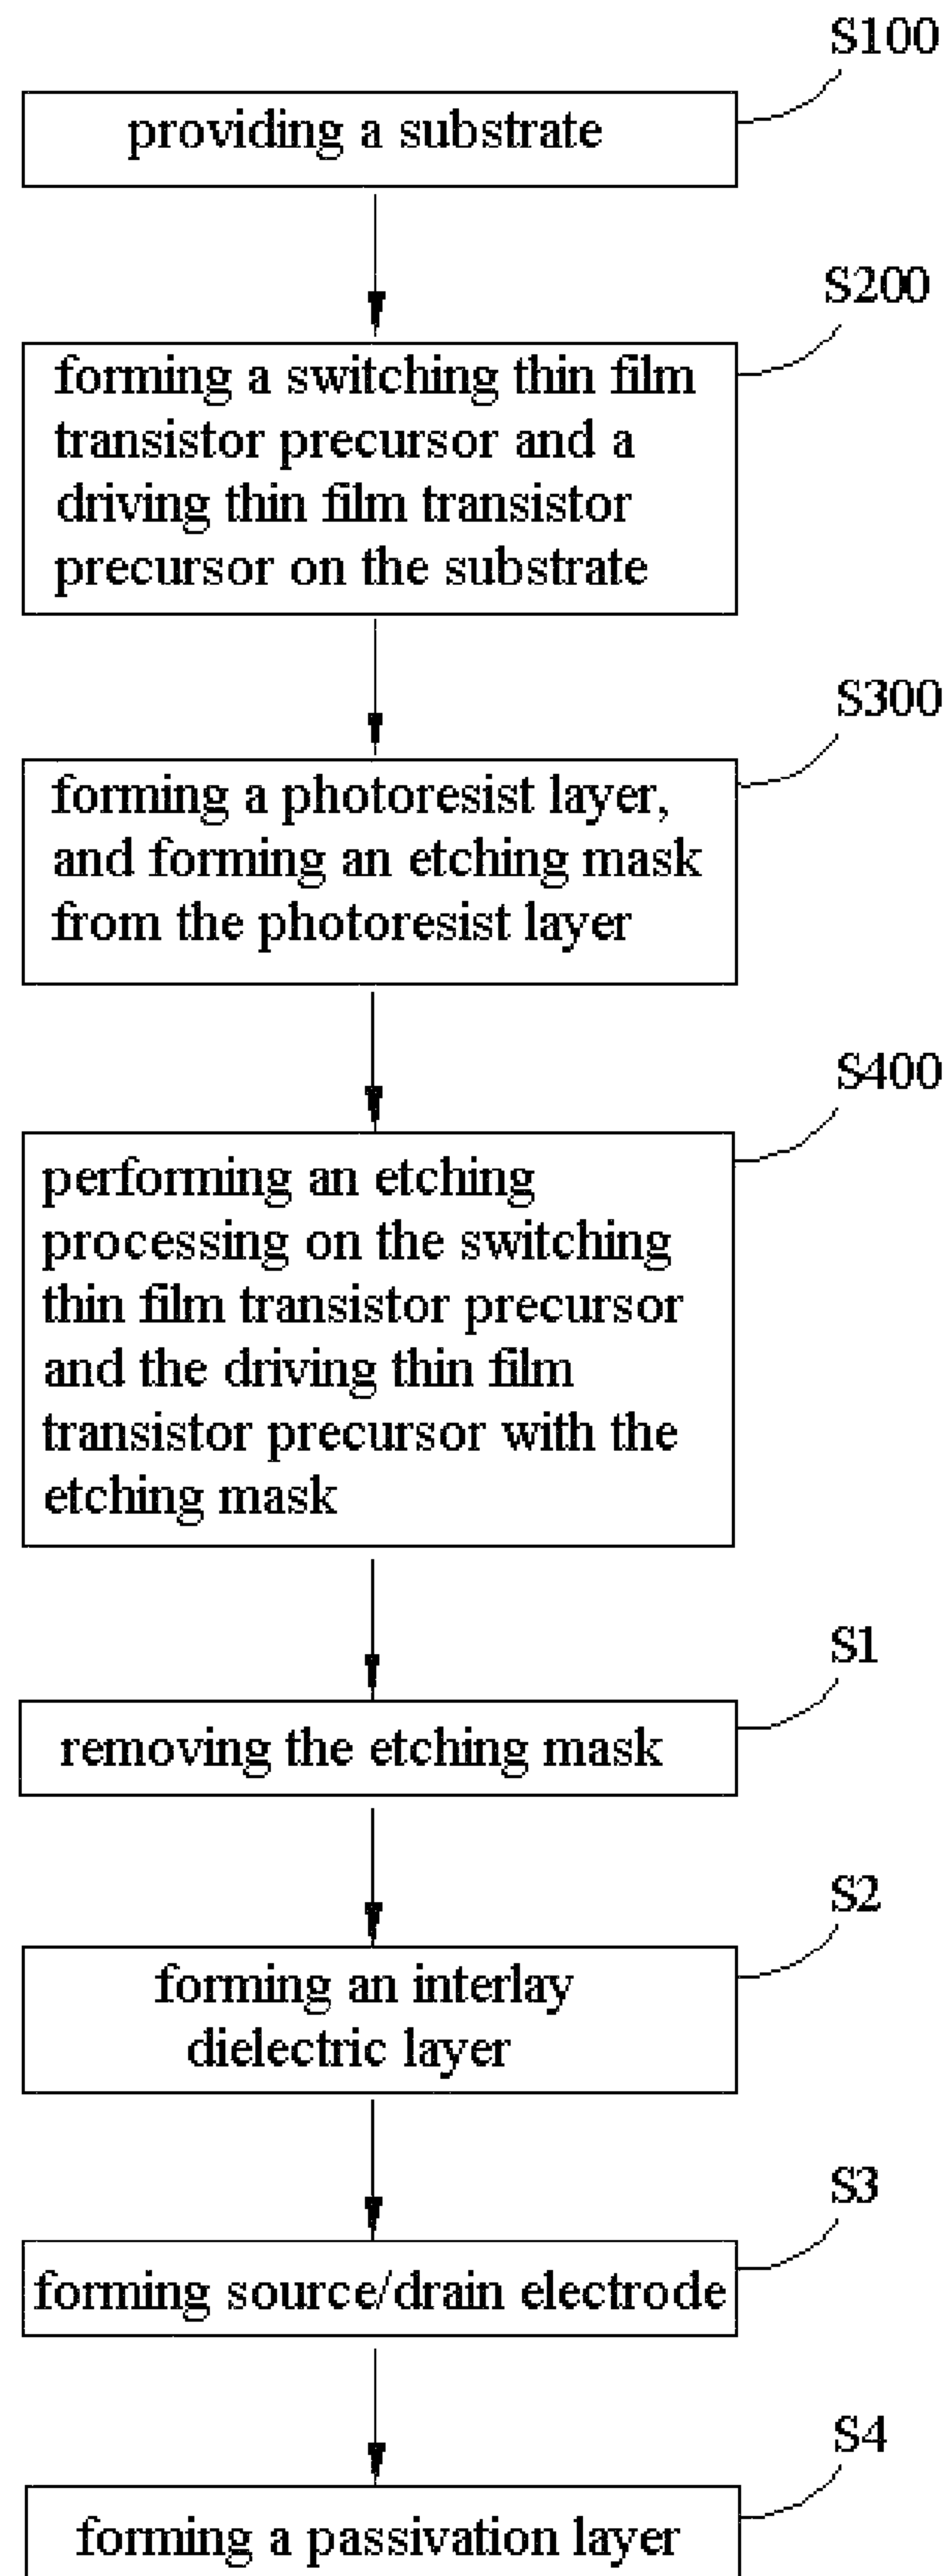 S100
providing a substrate
S200
forming a switching thin film
transistor precursor and a
driving thin film transistor
precursor on the substrate
S300
forming a photoresist layer,
and forming an etching mask
from the photoresist layer
S400
performing an etching
processing on the switching
thin film transistor precursor
and the driving thin film
transistor precursor with the
etching mask
S1
removing the etching mask
S2
forming an interlay
dielectric layer
S3
forming source/drain electrode
S4
forming a passivation layer